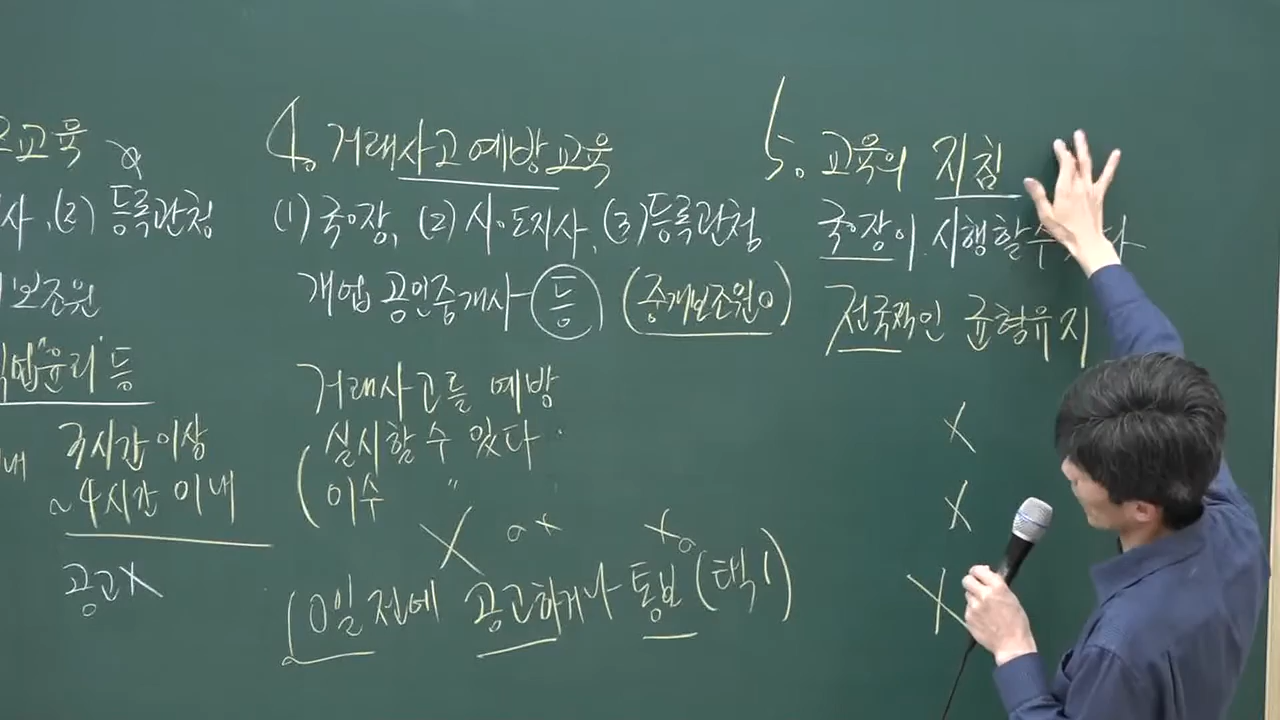 교육
사, (2) 등록관청
보조원
윤리 등
3시간 이상
~4시간 이내
공고X
4. 거래사고 예방교육
(1) 국·장, (2) 시·도지사, (3) 등록관청
개업 공인중개사 등 (중개보조원0)
거래사고를 예방
실시할 수 있다.
(이수 〃
X
10일 전에 공고하거나 통보 (택1)
5. 교육의 지침
국·장이 시행할 수 다
전국적인 균형유지
X
X
X